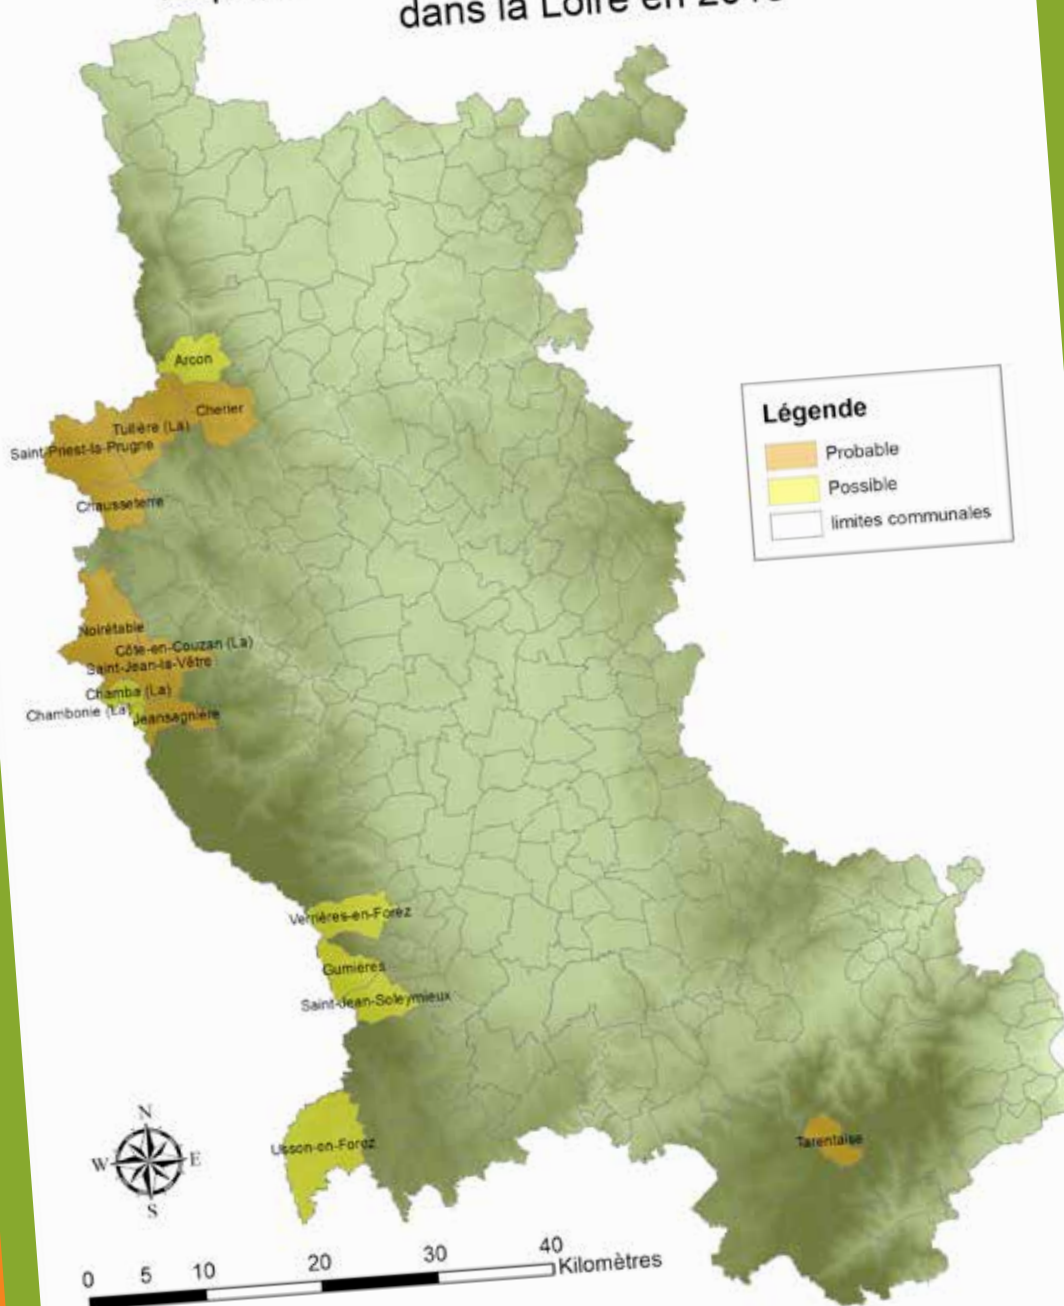 dans la Loire en
Arcon
Cherier
Tuilière (La)
Saint-Priest-la-Prugne
Chausseterre
Légende
Probable
Possible
limites communales
Noirétable
Côte-en-Couzan (La)
Saint-Jean-la-Vêtre
Chamba (La)
Chambonie (La)
Jeansagnière
Verrières-en-Forez
Gumières
Saint-Jean-Soleymieux
Usson-en-Forez
Tarentaise
N
W E
S
0 5 10 20 30 40 Kilomètres